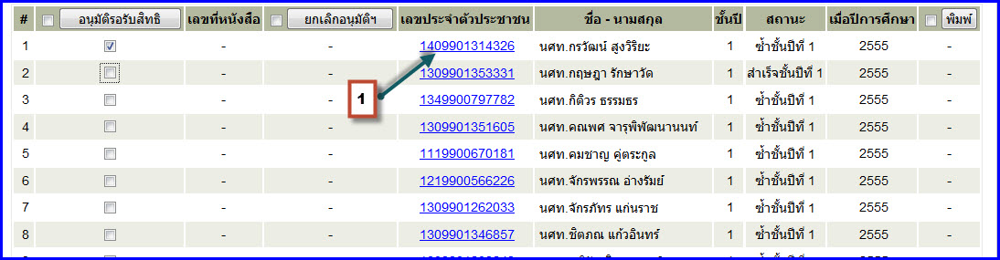 # อนุมัติรอรับสิทธิ เลขที่หนังสือ ยกเลิกอนุมัติฯ เลขประจำตัวประชาชน ชื่อ - นามสกุล ชั้นปี สถานะ เมื่อปีการศึกษา พิมพ์
1 - - 1409901314326 นศท.กรวัฒน์ สูงวิริยะ 1 ซ้ำชั้นปีที่ 1 2555 -
2 - - 1309901353331 นศท.กฤษฎา รักษาวัด 1 สำเร็จชั้นปีที่ 1 2555 -
1
3 - - 1349900797782 นศท.กิติวร ธรรมธร 1 ซ้ำชั้นปีที่ 1 2555 -
4 - - 1309901351605 นศท.คณพศ จารุพิพัฒนานนท์ 1 ซ้ำชั้นปีที่ 1 2555 -
5 - - 1119900670181 นศท.คมชาญ คู่ตระกูล 1 ซ้ำชั้นปีที่ 1 2555 -
6 - - 1219900566226 นศท.จักรพรรณ อ่างรัมย์ 1 ซ้ำชั้นปีที่ 1 2555 -
7 - - 1309901262033 นศท.จักรภัทร แก่นราช 1 ซ้ำชั้นปีที่ 1 2555 -
8 - - 1309901346857 นศท.ชิตภณ แก้วอินทร์ 1 ซ้ำชั้นปีที่ 1 2555 -